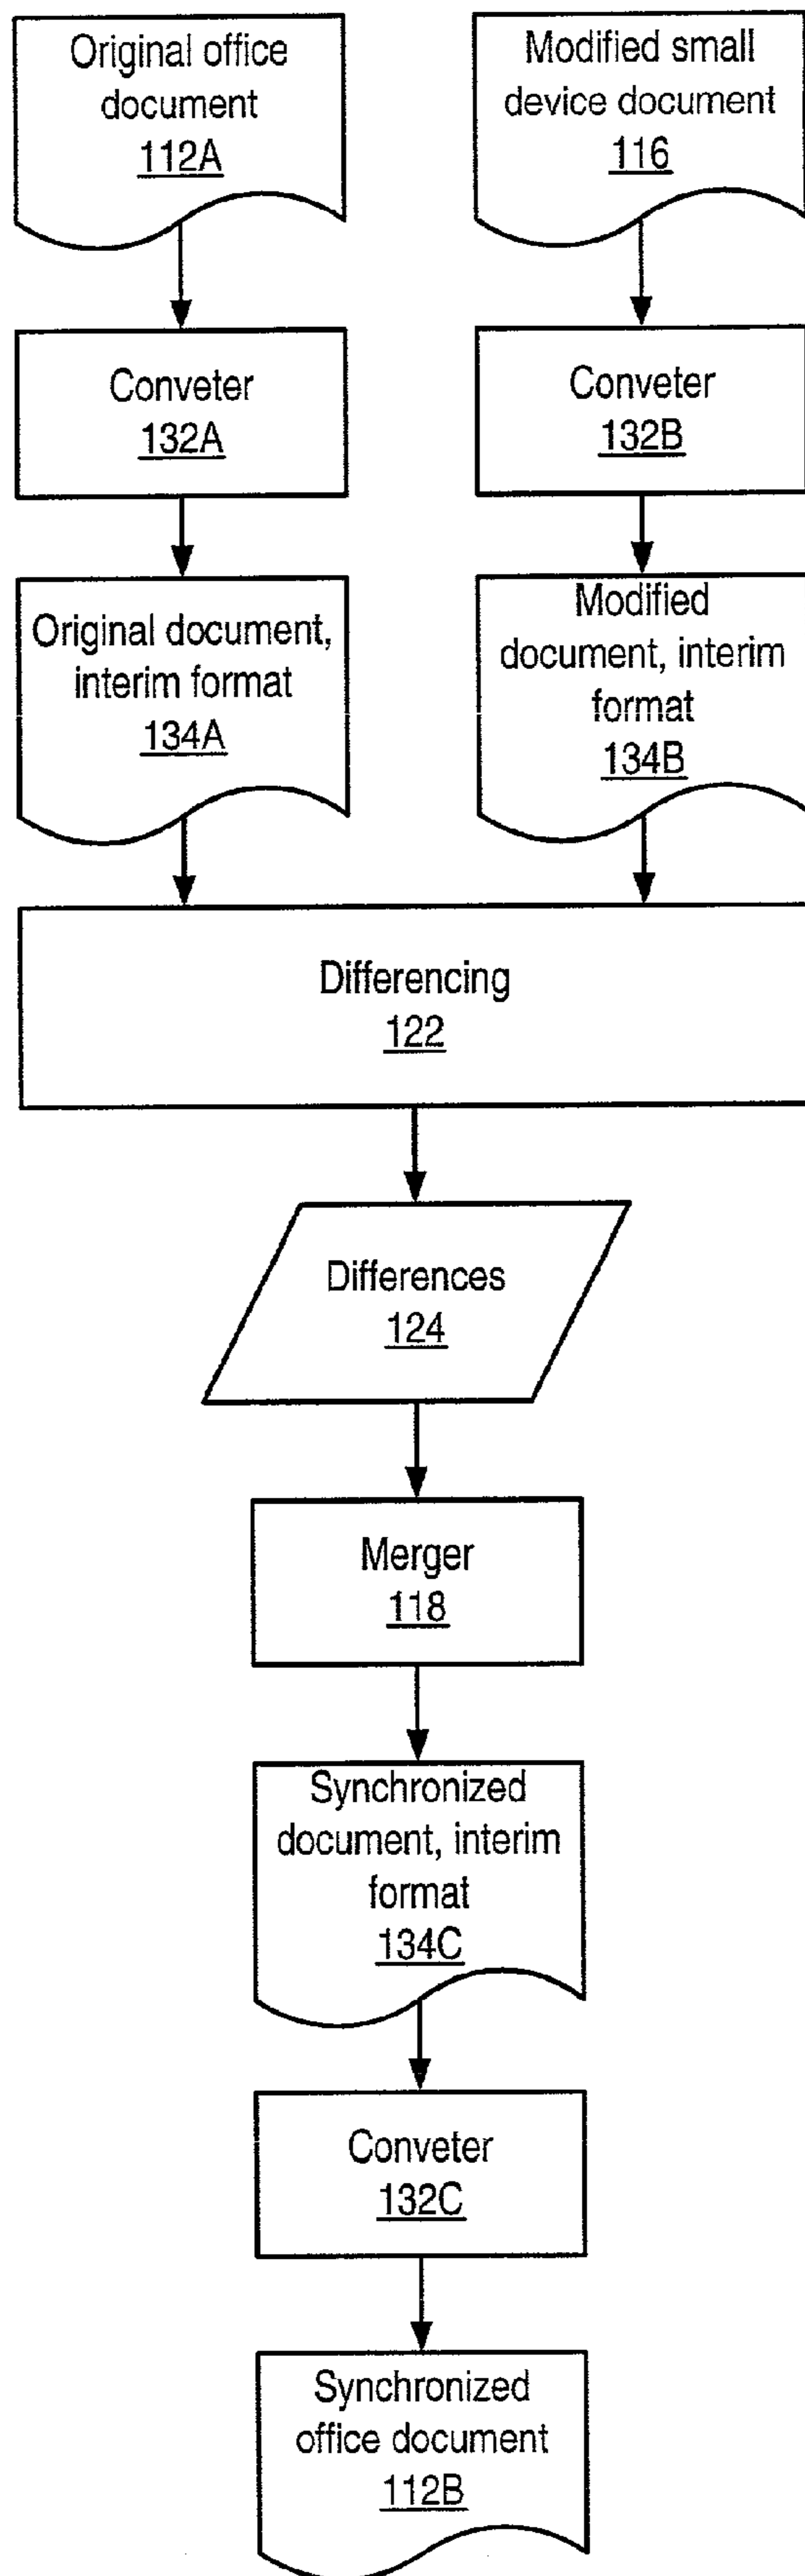 Original office
document
112A
Modified small
device document
116
Conveter
132A
Conveter
132B
Original document,
interim format
134A
Modified
document, interim
format
134B
Differencing
122
Differences
124
Merger
118
Synchronized
document, interim
format
134C
Conveter
132C
Synchronized
office document
112B